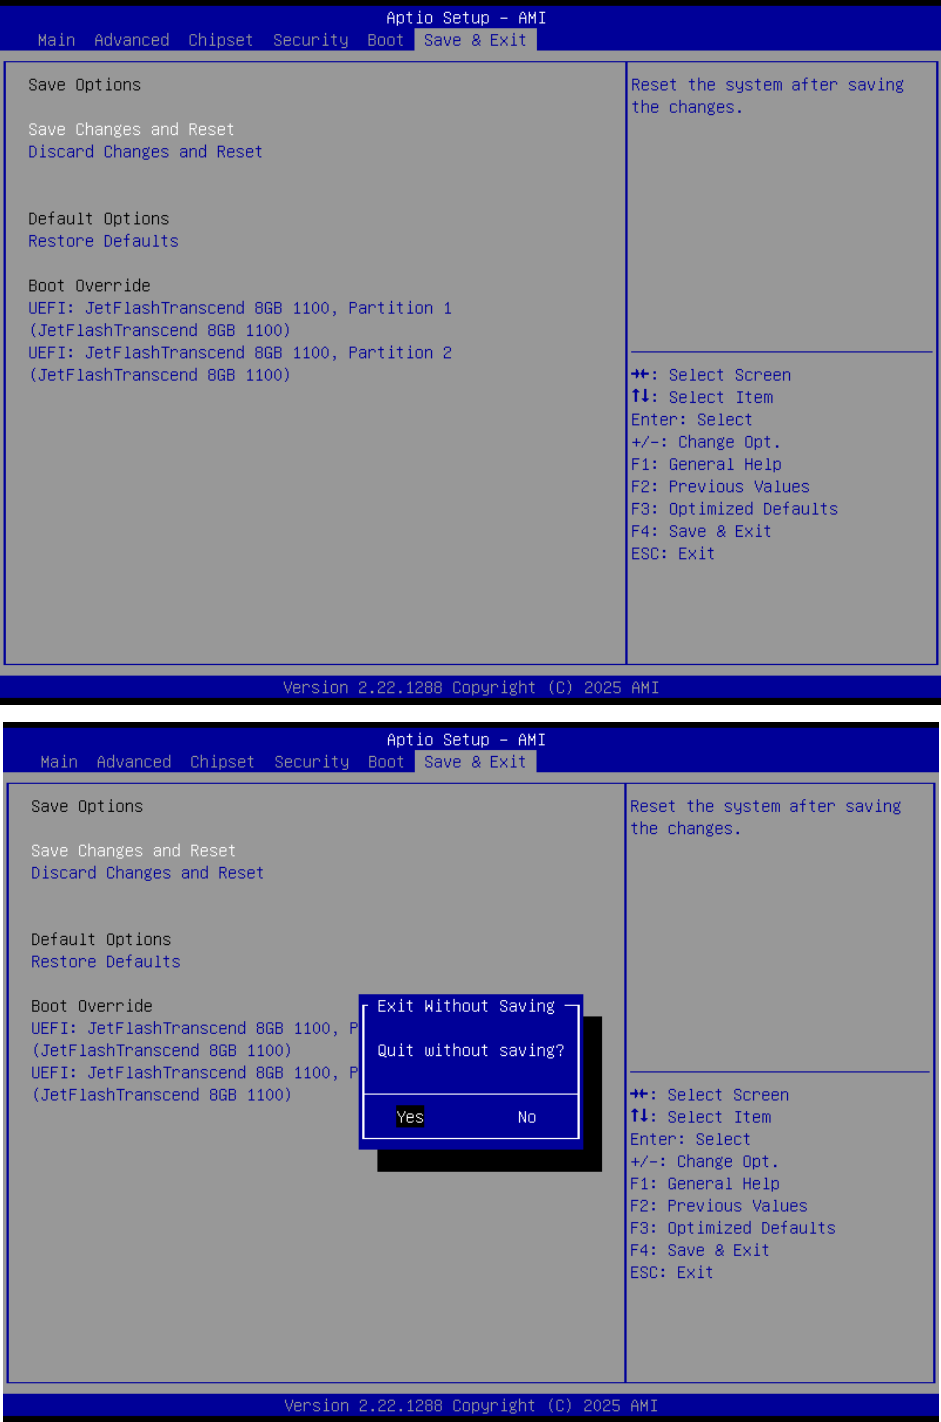 Aptio Setup – AMI
Main Advanced Chipset Security Boot Save & Exit
Save Options
Save Changes and Reset
Discard Changes and Reset
Default Options
Restore Defaults
Boot Override
UEFI: JetFlashTranscend 8GB 1100, Partition 1
(JetFlashTranscend 8GB 1100)
UEFI: JetFlashTranscend 8GB 1100, Partition 2
(JetFlashTranscend 8GB 1100)
Reset the system after saving
the changes.
→←: Select Screen
↑↓: Select Item
Enter: Select
+/-: Change Opt.
F1: General Help
F2: Previous Values
F3: Optimized Defaults
F4: Save & Exit
ESC: Exit
Version 2.22.1288 Copyright (C) 2025 AMI
Aptio Setup – AMI
Main Advanced Chipset Security Boot Save & Exit
Save Options
Save Changes and Reset
Discard Changes and Reset
Default Options
Restore Defaults
Boot Override
UEFI: JetFlashTranscend 8GB 1100, P
(JetFlashTranscend 8GB 1100)
UEFI: JetFlashTranscend 8GB 1100, P
(JetFlashTranscend 8GB 1100)
Exit Without Saving
Quit without saving?
Yes No
Reset the system after saving
the changes.
→←: Select Screen
↑↓: Select Item
Enter: Select
+/-: Change Opt.
F1: General Help
F2: Previous Values
F3: Optimized Defaults
F4: Save & Exit
ESC: Exit
Version 2.22.1288 Copyright (C) 2025 AMI